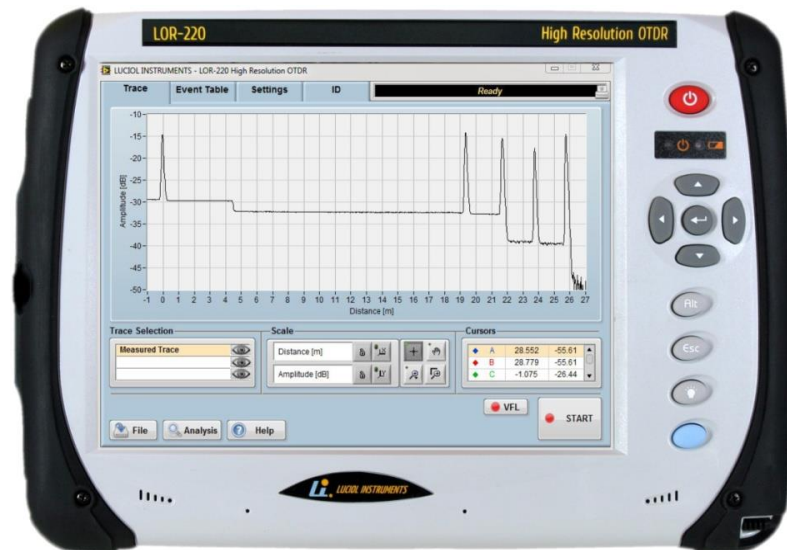 LOR-220 High Resolution OTDR
LUCIOL INSTRUMENTS - LOR-220 High Resolution OTDR
Trace Event Table Settings ID Ready
-10
-15
-20
-25
-30
-35
-40
-45
-50
Amplitude [dB]
-1 0 1 2 3 4 5 6 7 8 9 10 11 12 13 14 15 16 17 18 19 20 21 22 23 24 25 26 27
Distance [m]
Trace Selection Scale Cursors
Measured Trace
Distance [m]
Amplitude [dB]
A 28.552 -55.61
B 28.779 -55.61
C -1.075 -26.44
VFL
START
File Analysis ? Help
Alt
Esc
Li LUCIOL INSTRUMENTS